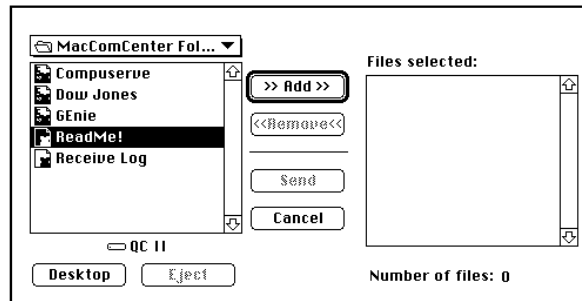 MacComCenter Fol...
Compuserve
Dow Jones
GEnie
ReadMe!
Receive Log
QC II
Desktop
Eject
>> Add >>
<<Remove<<
Send
Cancel
Files selected:
Number of files: 0